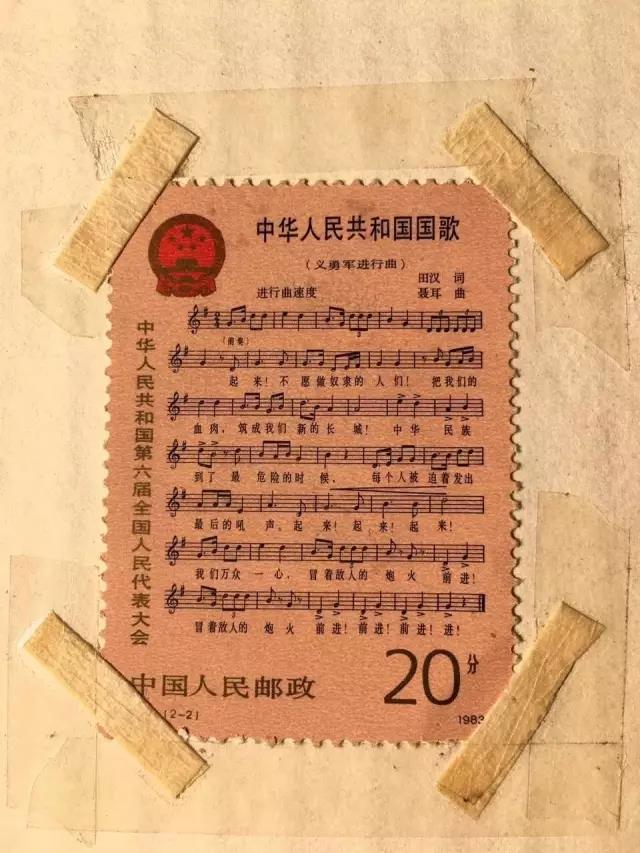 中华人民共和国国歌
（义勇军进行曲）
田汉 词
进行曲速度
聂耳 曲
（前奏）
起来！不愿做奴隶的人们！把我们的
血肉，筑成我们新的长城！中华民族
到了最危险的时候，每个人被迫着发出
最后的吼声。起来！起来！起来！
我们万众一心，冒着敌人的炮火前进！
冒着敌人的炮火前进！前进！前进！进！
中华人民共和国第六届全国人民代表大会
中国人民邮政
20分
(2-2)
1983